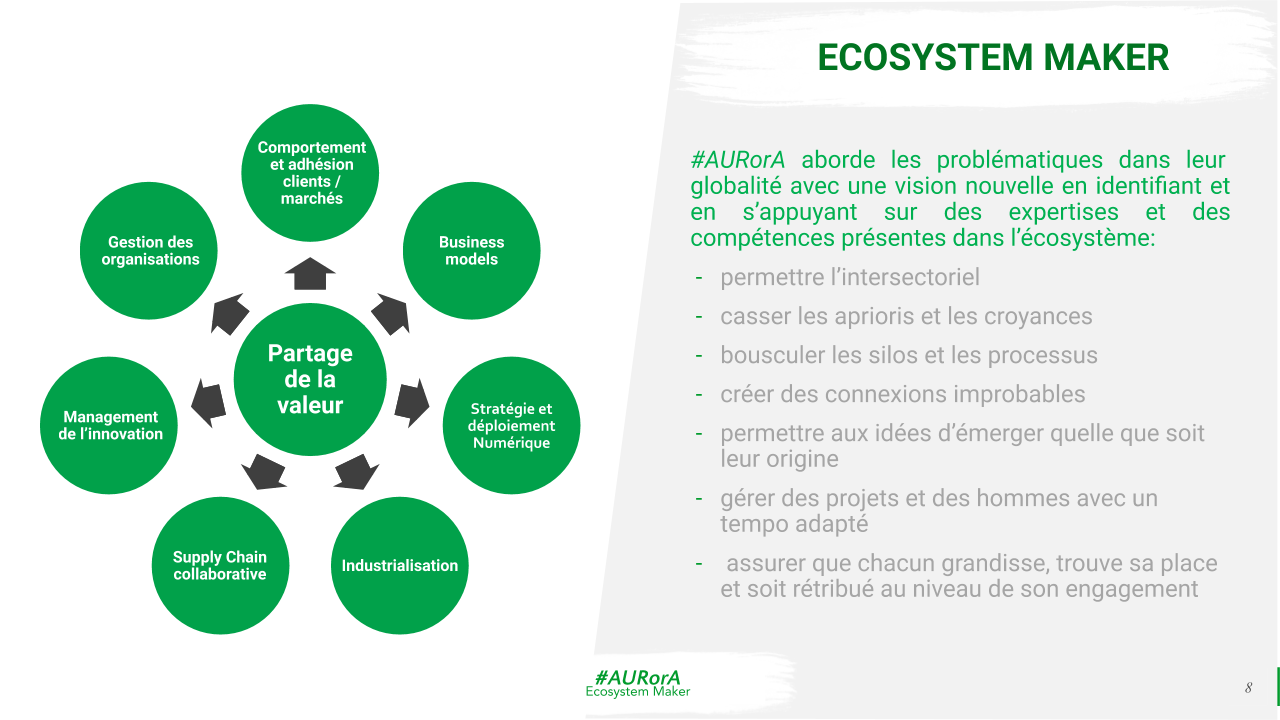 ECOSYSTEM MAKER
Comportement
et adhésion
clients /
marchés
Business
models
Stratégie et
déploiement
Numérique
Industrialisation
Supply Chain
collaborative
Management
de l’innovation
Gestion des
organisations
Partage
de la
valeur
#AURorA aborde les problématiques dans leur
globalité avec une vision nouvelle en identifiant et
en s’appuyant sur des expertises et des
compétences présentes dans l’écosystème:
- permettre l’intersectoriel
- casser les aprioris et les croyances
- bousculer les silos et les processus
- créer des connexions improbables
- permettre aux idées d’émerger quelle que soit
leur origine
- gérer des projets et des hommes avec un
tempo adapté
- assurer que chacun grandisse, trouve sa place
et soit rétribué au niveau de son engagement
#AURorA
Ecosystem Maker
8